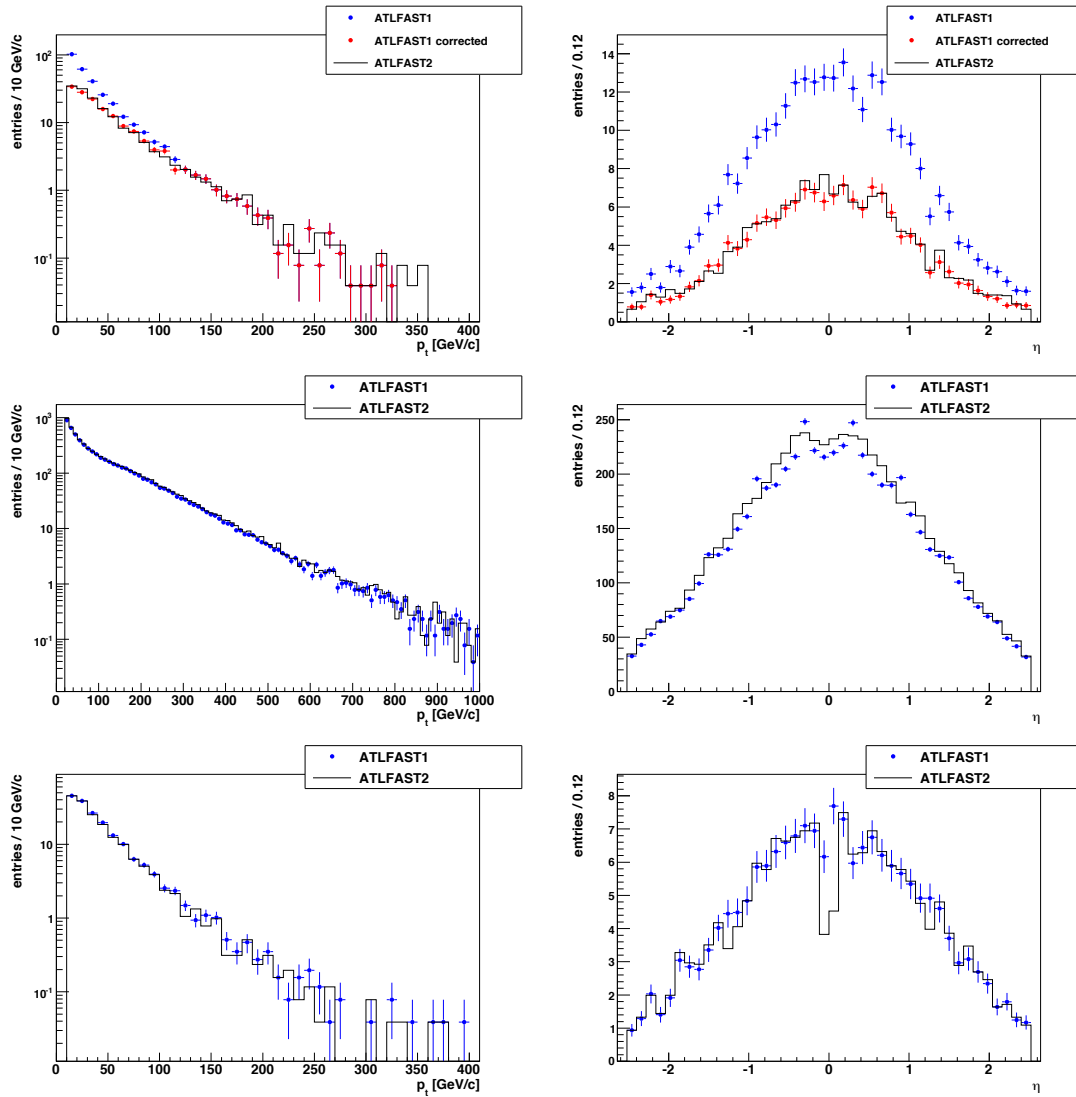 ATLFAST1
ATLFAST1 corrected
ATLFAST2
entries / 10 GeV/c
10²
10
1
10⁻¹
0 50 100 150 200 250 300 350 400
pₜ [GeV/c]
ATLFAST1
ATLFAST1 corrected
ATLFAST2
entries / 0.12
14
12
10
8
6
4
2
0
-2 -1 0 1 2
η
ATLFAST1
ATLFAST2
entries / 10 GeV/c
10³
10²
10
1
10⁻¹
0 100 200 300 400 500 600 700 800 900 1000
pₜ [GeV/c]
ATLFAST1
ATLFAST2
entries / 0.12
250
200
150
100
50
0
-2 -1 0 1 2
η
ATLFAST1
ATLFAST2
entries / 10 GeV/c
10
1
10⁻¹
0 50 100 150 200 250 300 350 400
pₜ [GeV/c]
ATLFAST1
ATLFAST2
entries / 0.12
8
7
6
5
4
3
2
1
0
-2 -1 0 1 2
η